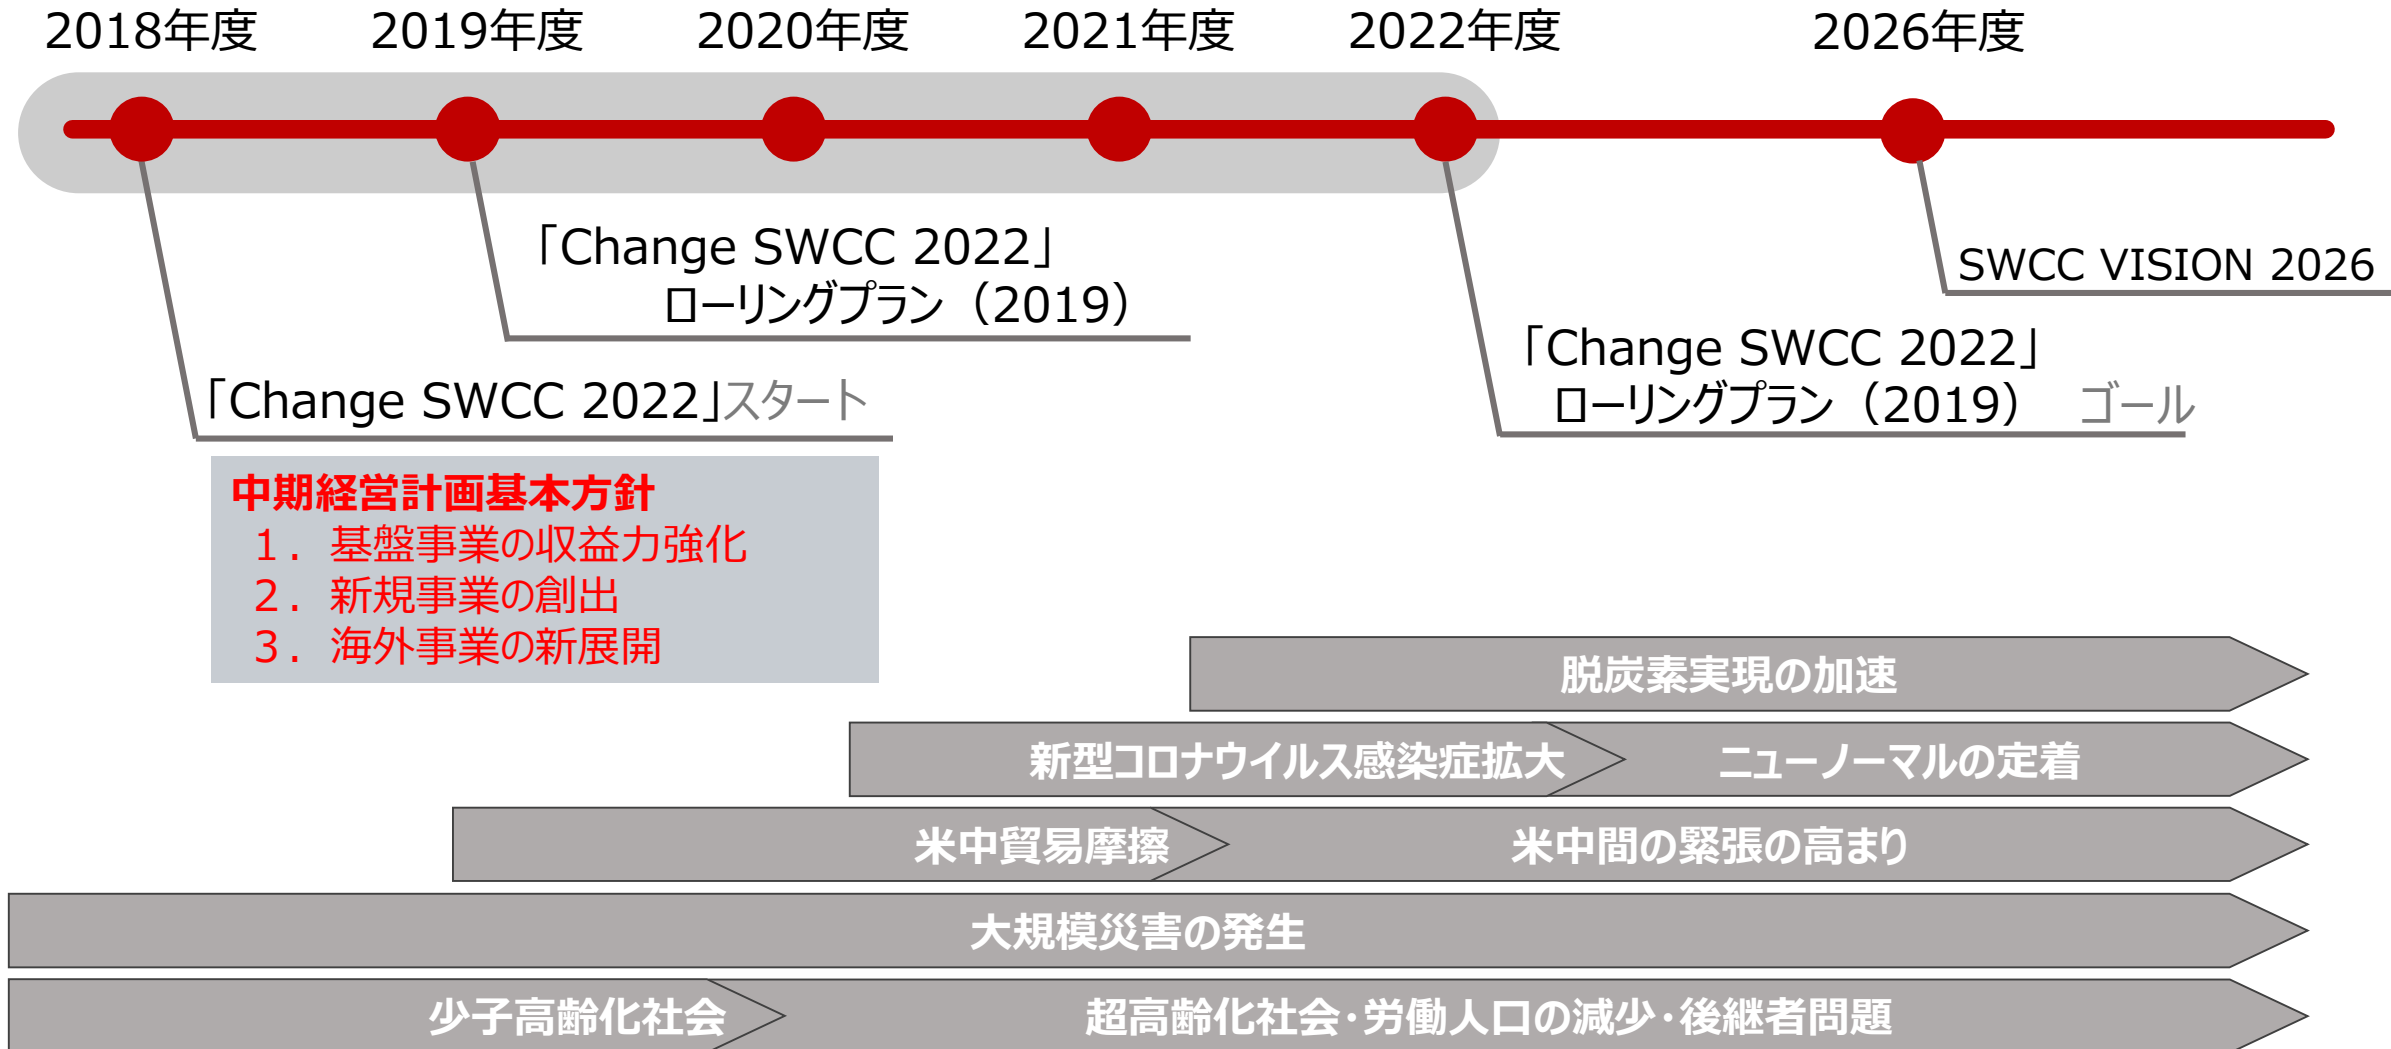 2018年度 2019年度 2020年度 2021年度 2022年度 2026年度
「Change SWCC 2022」
ローリングプラン（2019）
SWCC VISION 2026
「Change SWCC 2022」スタート
「Change SWCC 2022」
ローリングプラン（2019） ゴール
中期経営計画基本方針
１．基盤事業の収益力強化
２．新規事業の創出
３．海外事業の新展開
脱炭素実現の加速
新型コロナウイルス感染症拡大 ニューノーマルの定着
米中貿易摩擦 米中間の緊張の高まり
大規模災害の発生
少子高齢化社会 超高齢化社会・労働人口の減少・後継者問題